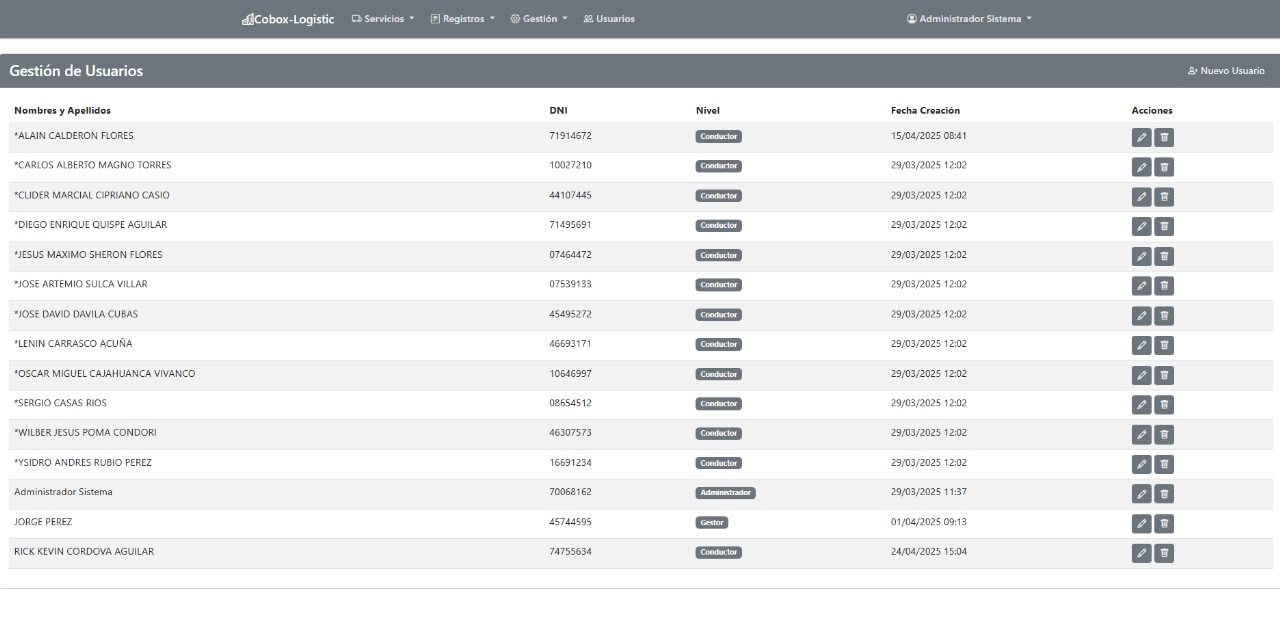 Cobox-Logistic Servicios Registros Gestión Usuarios Administrador Sistema
Gestión de Usuarios Nuevo Usuario
Nombres y Apellidos DNI Nivel Fecha Creación Acciones
*ALAIN CALDERON FLORES 71914672 Conductor 15/04/2025 08:41
*CARLOS ALBERTO MAGNO TORRES 10027210 Conductor 29/03/2025 12:02
*CLIDER MARCIAL CIPRIANO CASIO 44107445 Conductor 29/03/2025 12:02
*DIEGO ENRIQUE QUISPE AGUILAR 71495691 Conductor 29/03/2025 12:02
*JESUS MAXIMO SHERON FLORES 07464472 Conductor 29/03/2025 12:02
*JOSE ARTEMIO SULCA VILLAR 07539133 Conductor 29/03/2025 12:02
*JOSE DAVID DAVILA CUBAS 45495272 Conductor 29/03/2025 12:02
*LENIN CARRASCO ACUÑA 46693171 Conductor 29/03/2025 12:02
*OSCAR MIGUEL CAJAHUANCA VIVANCO 10646997 Conductor 29/03/2025 12:02
*SERGIO CASAS RIOS 08654512 Conductor 29/03/2025 12:02
*WILBER JESUS POMA CONDORI 46307573 Conductor 29/03/2025 12:02
*YSIDRO ANDRES RUBIO PEREZ 16691234 Conductor 29/03/2025 12:02
Administrador Sistema 70068162 Administrador 29/03/2025 11:37
JORGE PEREZ 45744595 Gestor 01/04/2025 09:13
RICK KEVIN CORDOVA AGUILAR 74755634 Conductor 24/04/2025 15:04